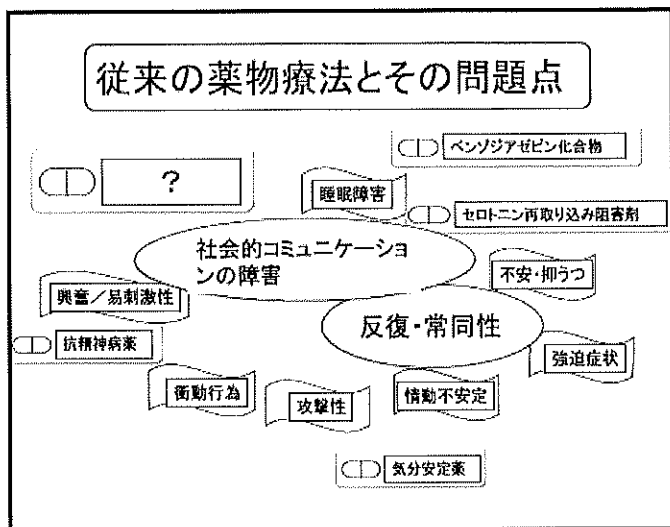 従来の薬物療法とその問題点
ベンゾジアゼピン化合物
?
睡眠障害
セロトニン再取り込み阻害剤
社会的コミュニケーショ
ンの障害
不安・抑うつ
興奮/易刺激性
反復・常同性
抗精神病薬
強迫症状
衝動行為
攻撃性
情動不安定
気分安定薬